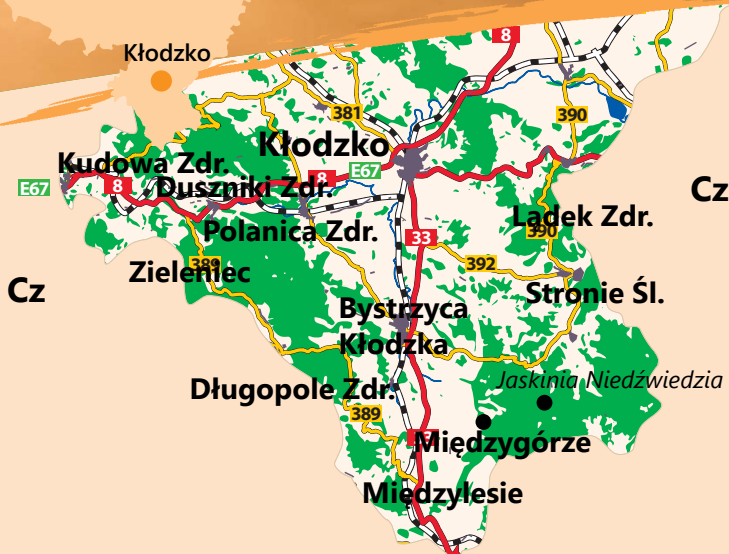 8
Kłodzko
381
390
Kłodzko
Kudowa Zdr.
E67
8
E67
8
Duszniki Zdr.
Cz
Lądek Zdr.
390
Polanica Zdr.
33
389
Zieleniec
392
Cz
Stronie Śl.
Bystrzyca
Kłodzka
Jaskinia Niedźwiedzia
Długopole Zdr.
389
Międzygórze
Międzylesie